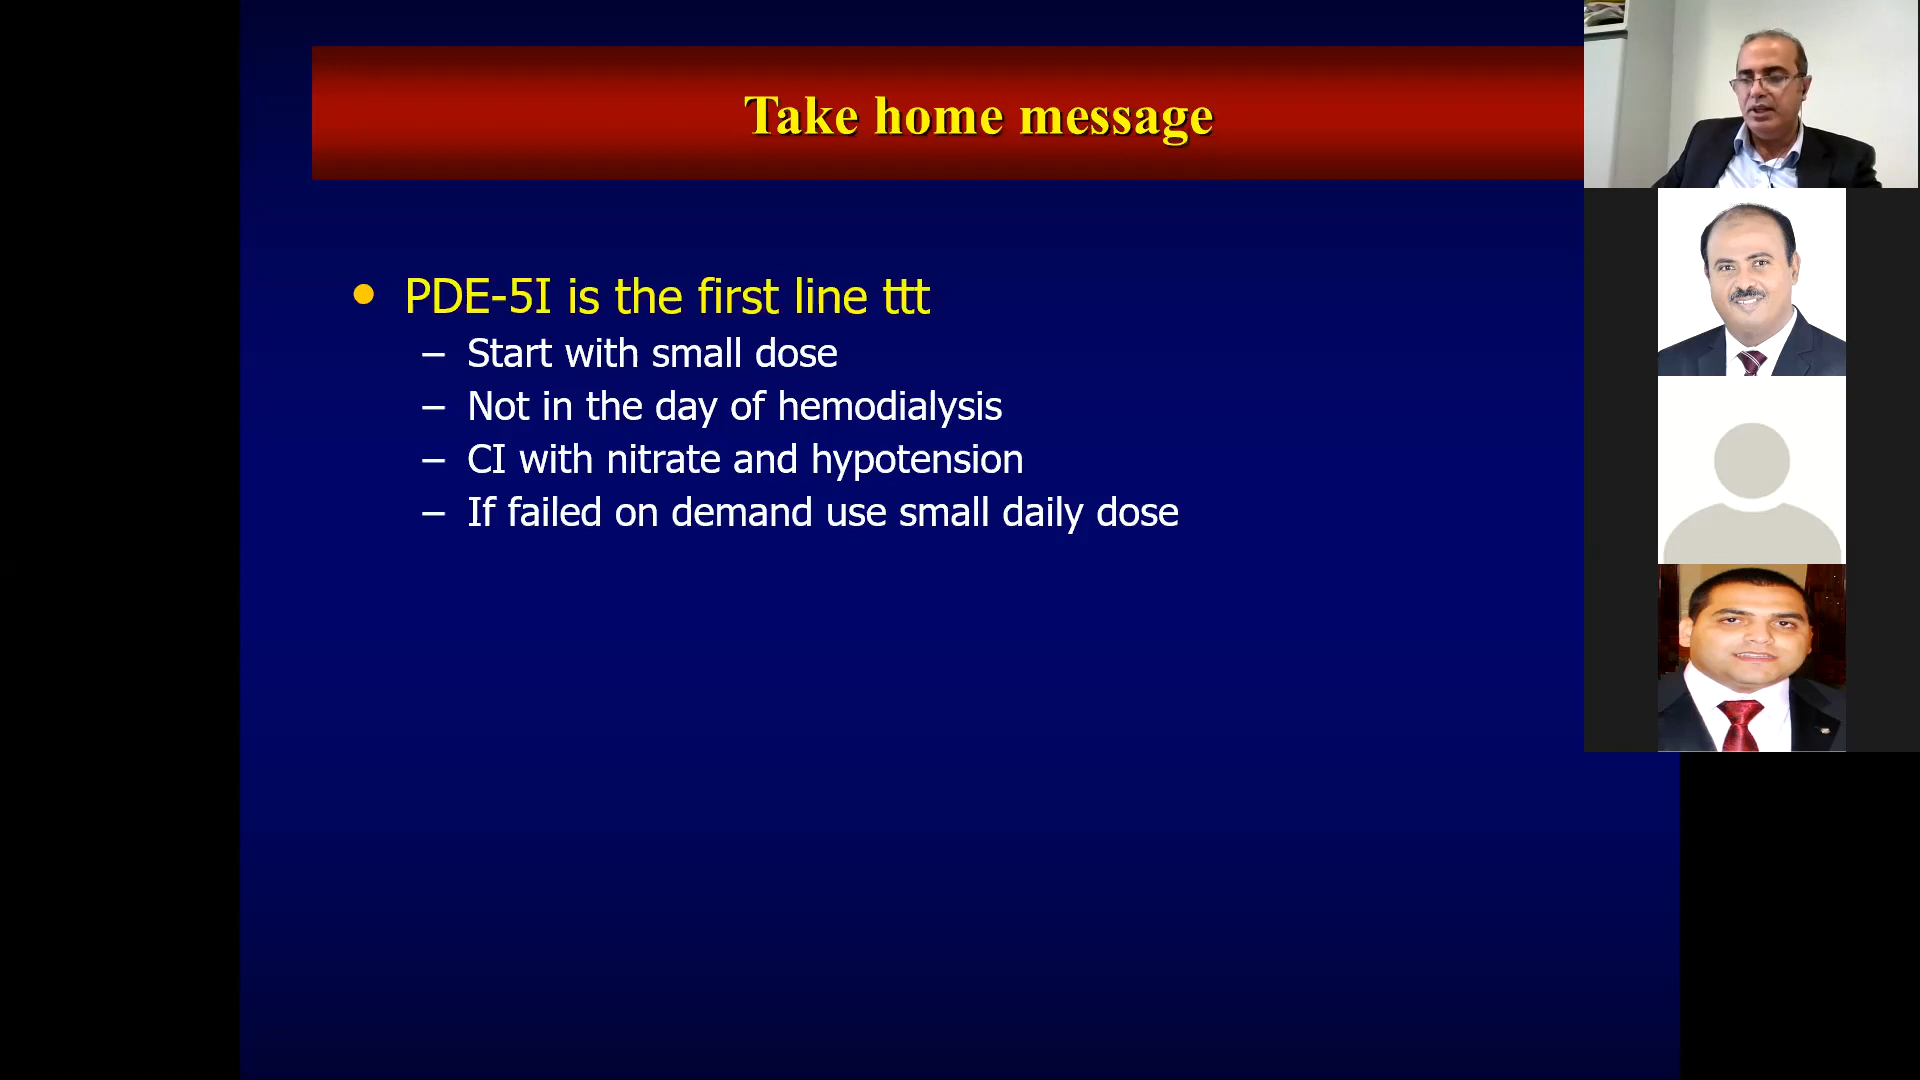 Take home message
• PDE-5I is the first line ttt
– Start with small dose
– Not in the day of hemodialysis
– CI with nitrate and hypotension
– If failed on demand use small daily dose